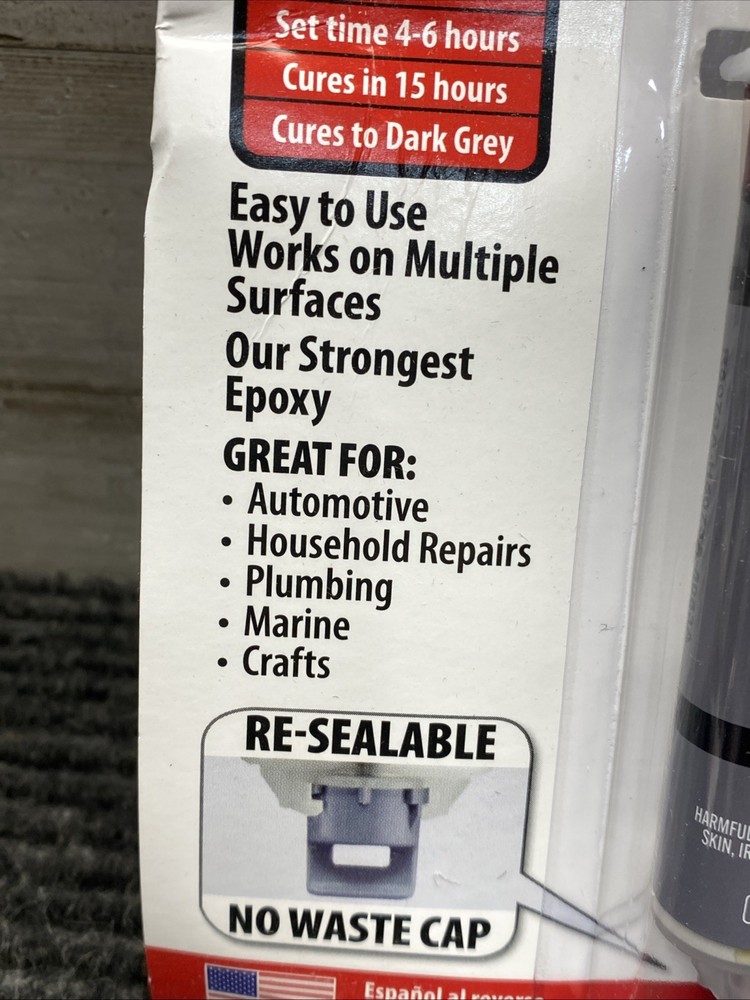 Set time 4-6 hours
Cures in 15 hours
Cures to Dark Grey
Easy to Use
Works on Multiple
Surfaces
Our Strongest
Epoxy
GREAT FOR:
• Automotive
• Household Repairs
• Plumbing
• Marine
• Crafts
RE-SEALABLE
NO WASTE CAP
Español al
HARMFUL
SKIN,